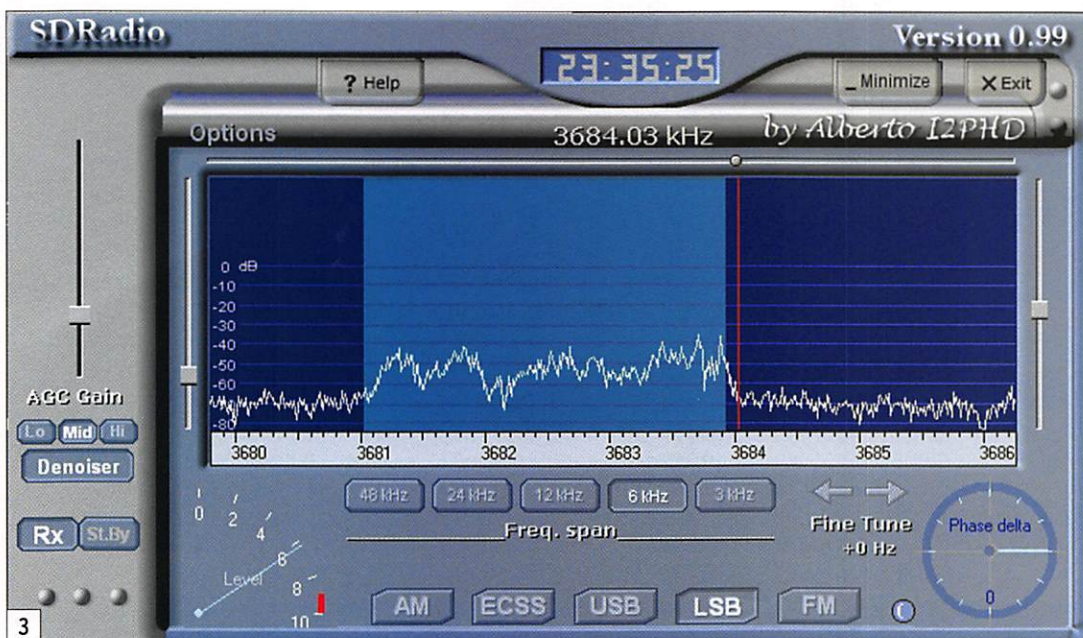 SDRadio
Version 0.99
23:35:25
? Help
_ Minimize
X Exit
Options
3684.03 kHz
by Alberto I2PHD
0 dB
-10
-20
-30
-40
-50
-60
-70
-80
3680 3681 3682 3683 3684 3685 3686
AGC Gain
Lo Mid Hi
Denoiser
Rx St.By
0 2 4 6 8 10
Level
48 kHz 24 kHz 12 kHz 6 kHz 3 kHz
Freq. span
Fine Tune
+0 Hz
Phase delta
0
AM ECSS USB LSB FM
C
3